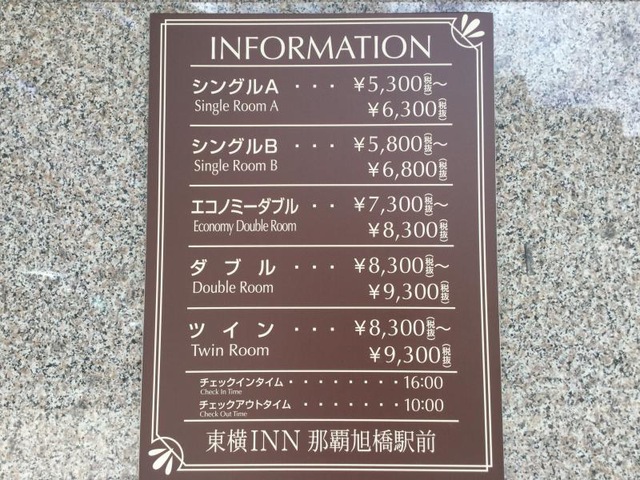 INFORMATION
シングルA ・・・ ¥5,300(税抜)〜
Single Room A ¥6,300(税抜)
シングルB ・・・ ¥5,800(税抜)〜
Single Room B ¥6,800(税抜)
エコノミーダブル ¥7,300(税抜)〜
Economy Double Room ¥8,300(税抜)
ダブル ・・・ ¥8,300(税抜)〜
Double Room ¥9,300(税抜)
ツイン ・・・ ¥8,300(税抜)〜
Twin Room ¥9,300(税抜)
チェックインタイム ・・・・・・・・ 16:00
Check In Time
チェックアウトタイム ・・・・・・・ 10:00
Check Out Time
東横INN 那覇旭橋駅前